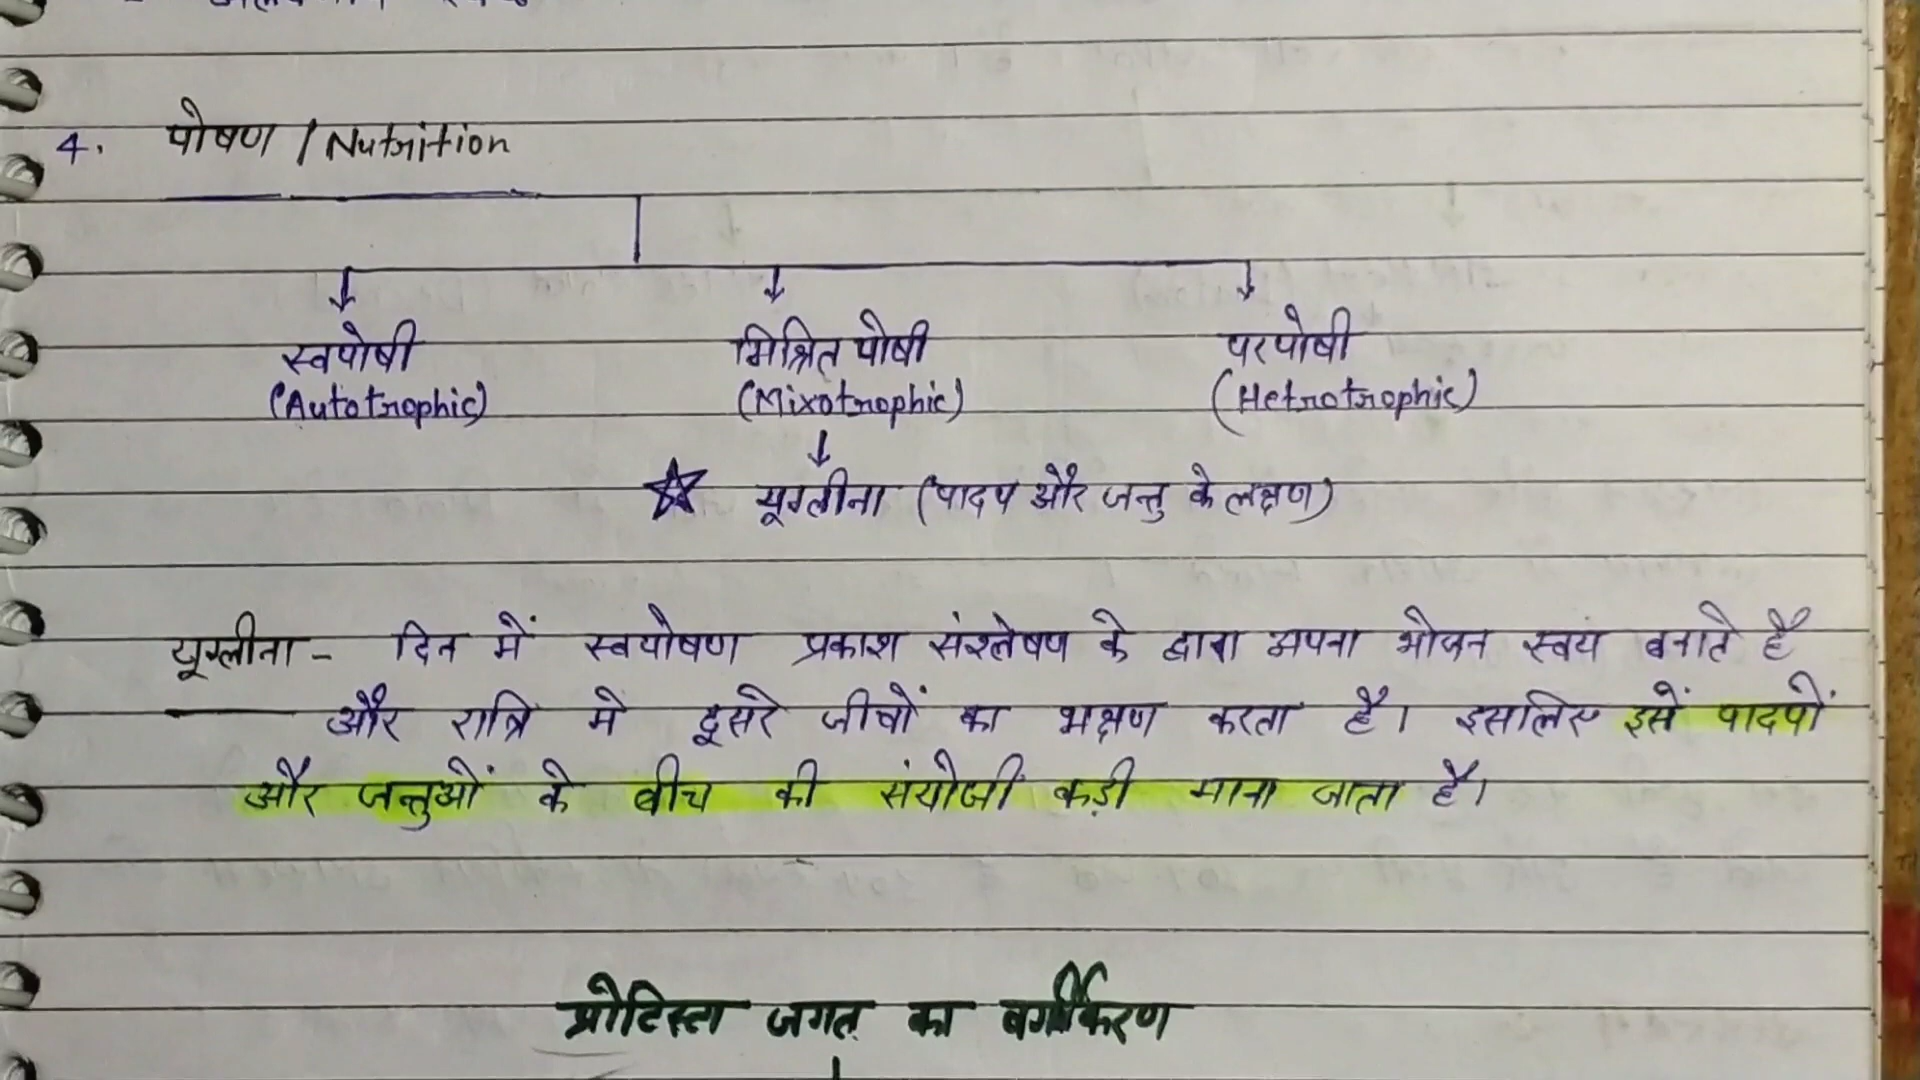 4. पोषण / Nutrition
स्वपोषी मिश्रित पोषी परपोषी
(Autotrophic) (Mixotrophic) (Hetrotrophic)
यूग्लीना (पादप और जन्तु के लक्षण)
यूग्लीना - दिन में स्वपोषण प्रकाश संश्लेषण के द्वारा अपना भोजन स्वयं बनाते है
और रात्रि मे दूसरे जीवों का भक्षण करता है। इसलिए इसें पादपों
और जन्तुओं के बीच की संयोजी कड़ी माना जाता है।
प्रोटिस्टा जगत् का वर्गीकरण